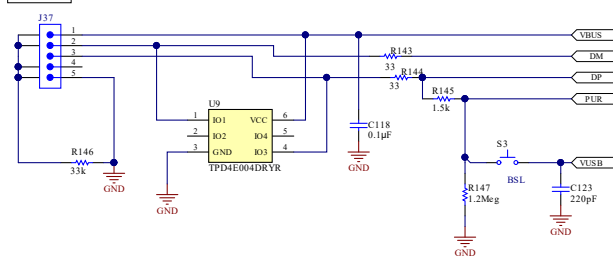 J37
1
2
3
4
5
VBUS
R143
33
DM
R144
33
DP
R145
1.5k
PUR
U9
1 IO1 VCC 6
2 IO2 IO4 5
3 GND IO3 4
TPD4E004DRYR
C118
0.1µF
GND
S3
VUSB
BSL
R146
33k
GND
GND
R147
1.2Meg
GND
C123
220pF
GND